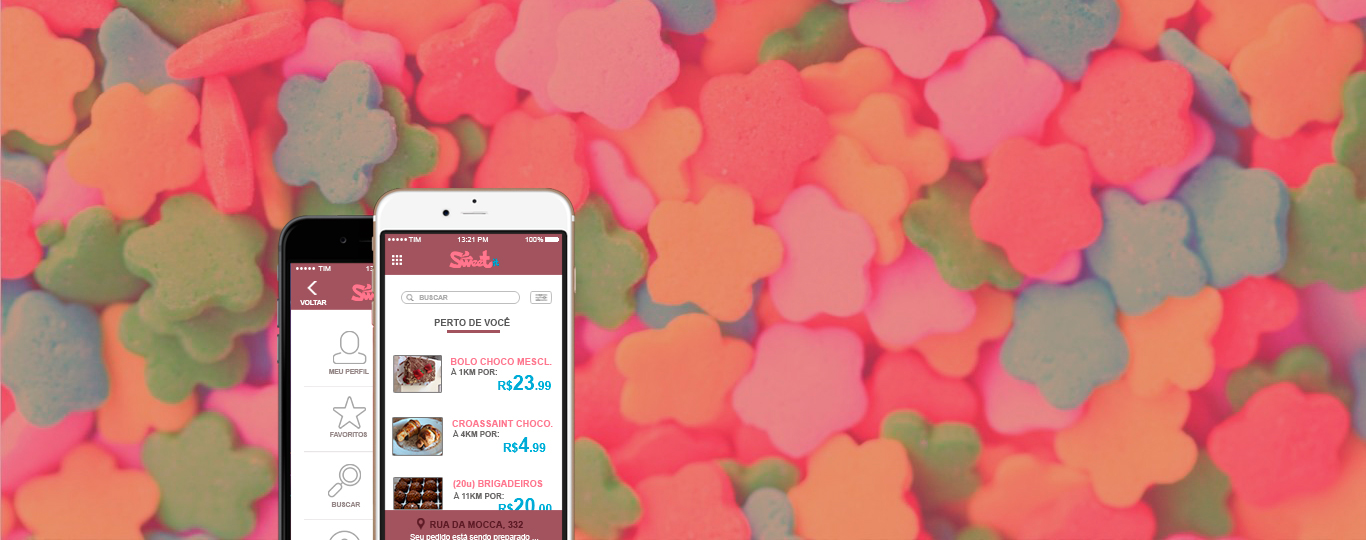 TIM
VOLTAR
MEU PERFIL
FAVORITOS
BUSCAR
TIM 13:21 PM 100%
Sweet
BUSCAR
PERTO DE VOCÊ
BOLO CHOCO MESCL.
À 1KM POR:
R$23.99
CROASSAINT CHOCO.
À 4KM POR:
R$4.99
(20u) BRIGADEIROS
À 11KM POR:
R$20.00
RUA DA MOCCA, 332
Seu pedido está sendo preparado ...